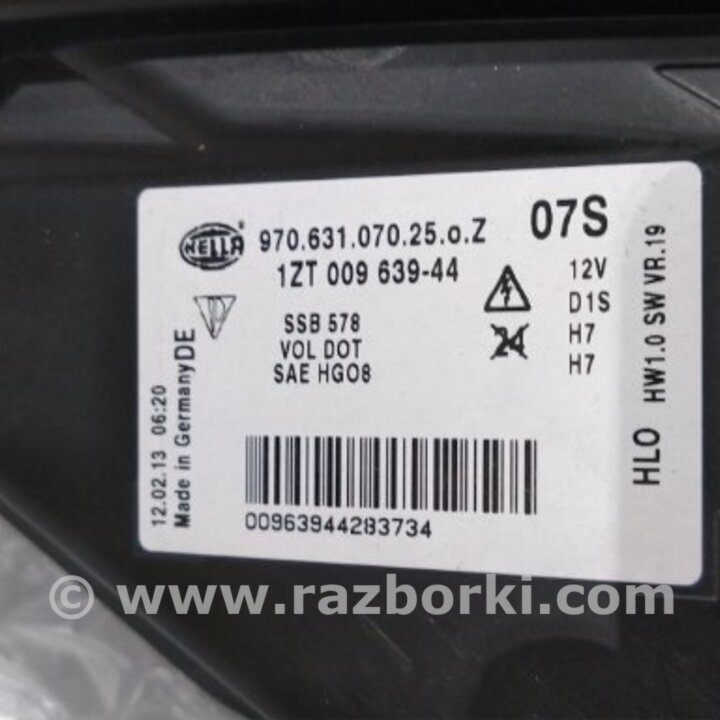 HELLA
970.631.070.25.o.Z
07S
1ZT 009 639-44
SSB 578
VOL DOT
SAE HG08
12V
D1S
24
H7
H7
HLO HW1.0 SW VR.19
12.02.13 06:20
Made in Germany DE
00963944283734
© www.razborki.com